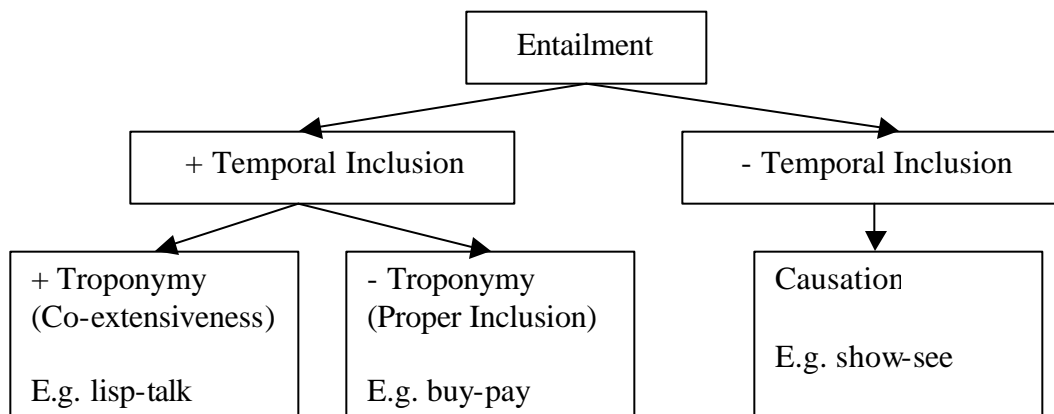 Entailment
+ Temporal Inclusion
- Temporal Inclusion
+ Troponymy
(Co-extensiveness)
E.g. lisp-talk
- Troponymy
(Proper Inclusion)
E.g. buy-pay
Causation
E.g. show-see